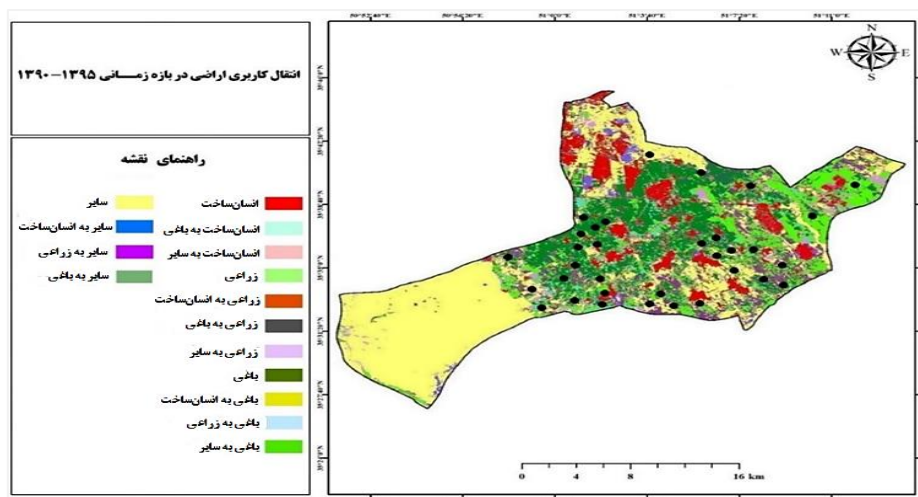 انتقال کاربری اراضی در بازه زمـــانی ۱۳۹۵-۱۳۹۰
راهنمای نقشه
انسان‌ساخت
انسان‌ساخت به باغی
انسان‌ساخت به سایر
زراعی
زراعی به انسان‌ساخت
زراعی به باغی
زراعی به سایر
باغی
باغی به انسان‌ساخت
باغی به زراعی
باغی به سایر
سایر
سایر به انسان‌ساخت
سایر به زراعی
سایر به باغی
N
W
E
S
0 4 8 16 km